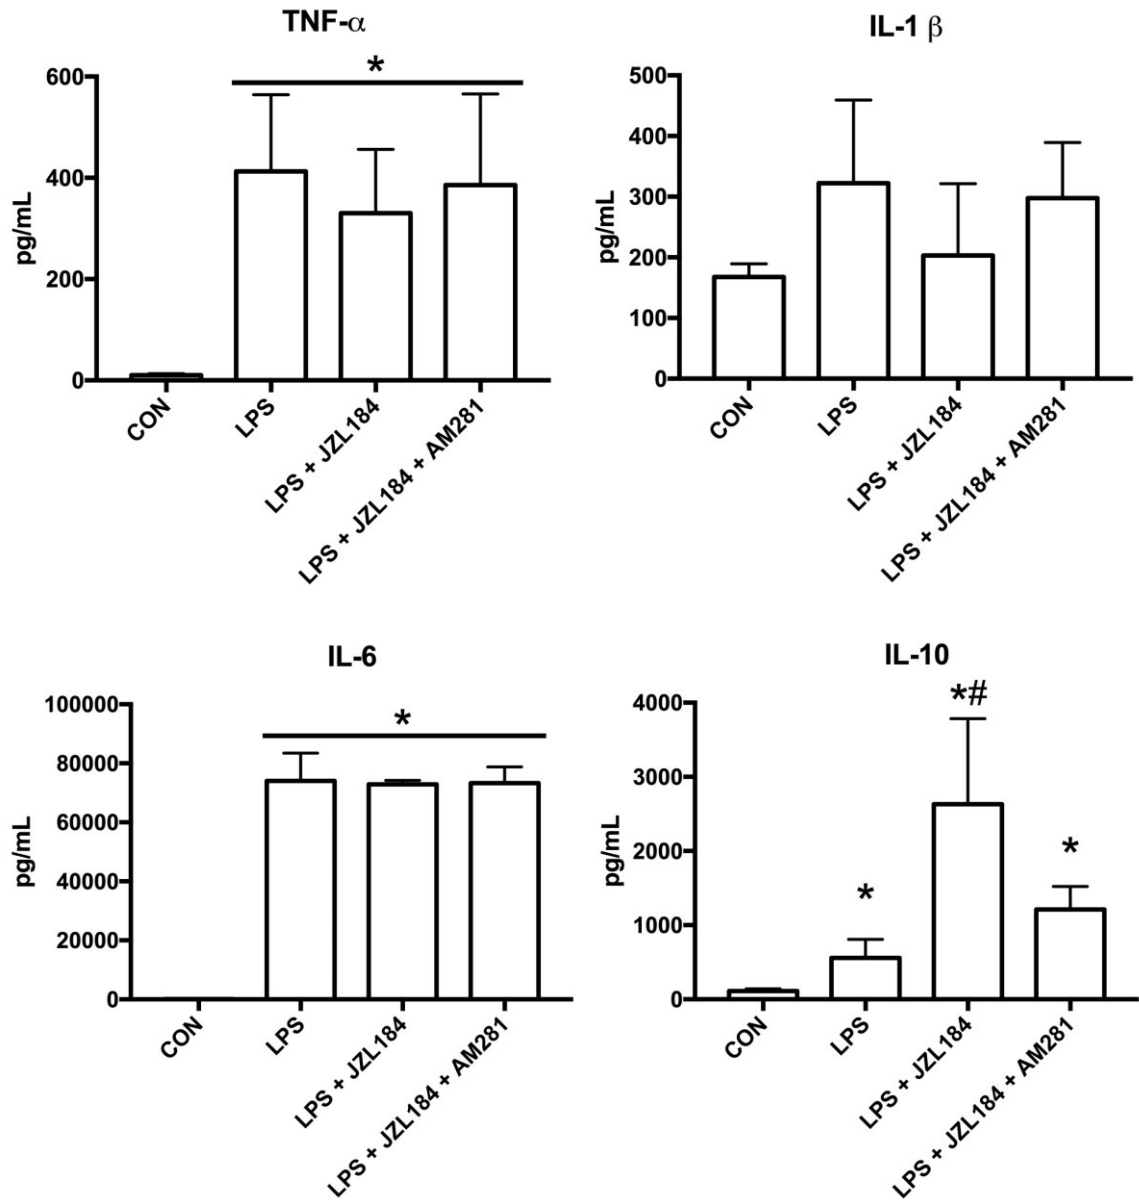 TNF-α
*
600
400
200
0
pg/mL
CON
LPS
LPS + JZL184
LPS + JZL184 + AM281
IL-1 β
500
400
300
200
100
0
pg/mL
CON
LPS
LPS + JZL184
LPS + JZL184 + AM281
IL-6
*
100000
80000
60000
40000
20000
0
pg/mL
CON
LPS
LPS + JZL184
LPS + JZL184 + AM281
IL-10
*#
*
*
4000
3000
2000
1000
0
pg/mL
CON
LPS
LPS + JZL184
LPS + JZL184 + AM281